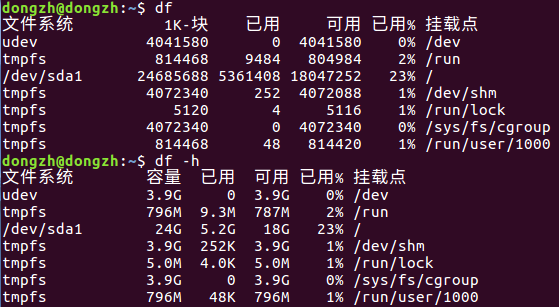 dongzh@dongzh:~$ df
文件系统 1K-块 已用 可用 已用% 挂载点
udev 4041580 0 4041580 0% /dev
tmpfs 814468 9484 804984 2% /run
/dev/sda1 24685688 5361408 18047252 23% /
tmpfs 4072340 252 4072088 1% /dev/shm
tmpfs 5120 4 5116 1% /run/lock
tmpfs 4072340 0 4072340 0% /sys/fs/cgroup
tmpfs 814468 48 814420 1% /run/user/1000
dongzh@dongzh:~$ df -h
文件系统 容量 已用 可用 已用% 挂载点
udev 3.9G 0 3.9G 0% /dev
tmpfs 796M 9.3M 787M 2% /run
/dev/sda1 24G 5.2G 18G 23% /
tmpfs 3.9G 252K 3.9G 1% /dev/shm
tmpfs 5.0M 4.0K 5.0M 1% /run/lock
tmpfs 3.9G 0 3.9G 0% /sys/fs/cgroup
tmpfs 796M 48K 796M 1% /run/user/1000